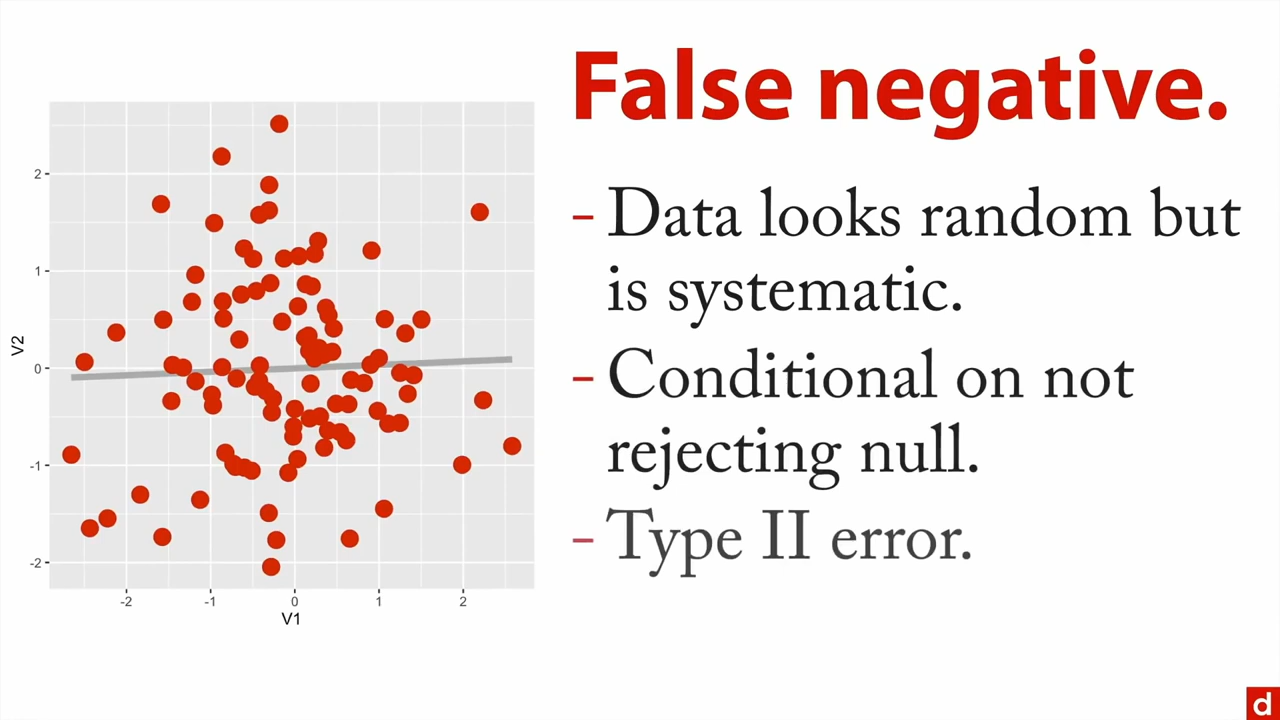 False negative.
– Data looks random but
is systematic.
– Conditional on not
rejecting null.
– Type II error.
V2
2
1
0
-1
-2
-2 -1 0 1 2
V1
d